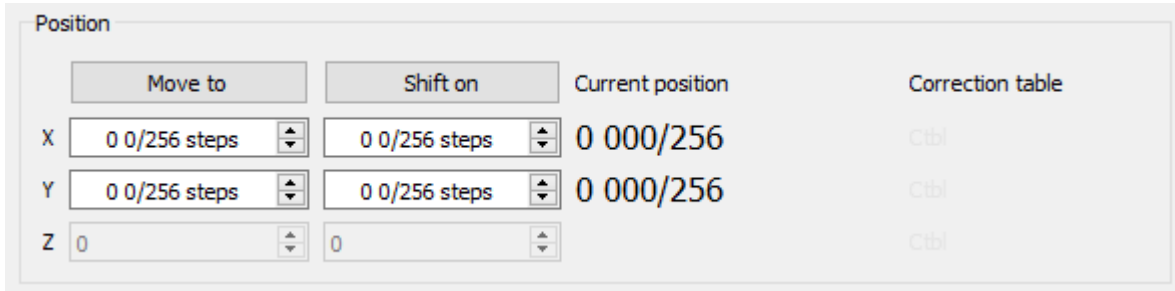 Position
Move to Shift on Current position Correction table
X 0 0/256 steps 0 0/256 steps 0 000/256 Ctbl
Y 0 0/256 steps 0 0/256 steps 0 000/256 Ctbl
Z 0 0 Ctbl